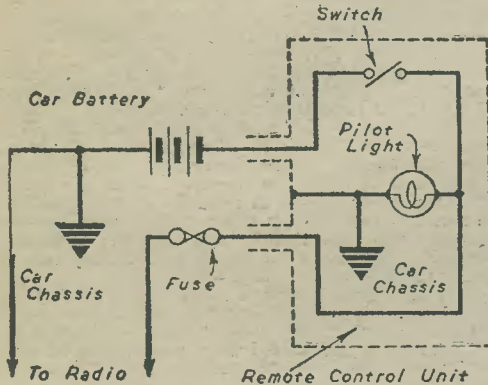 Switch
Car Battery
Pilot
Light
Car
Chassis
Fuse
Car
Chassis
To Radio
Remote Control Unit